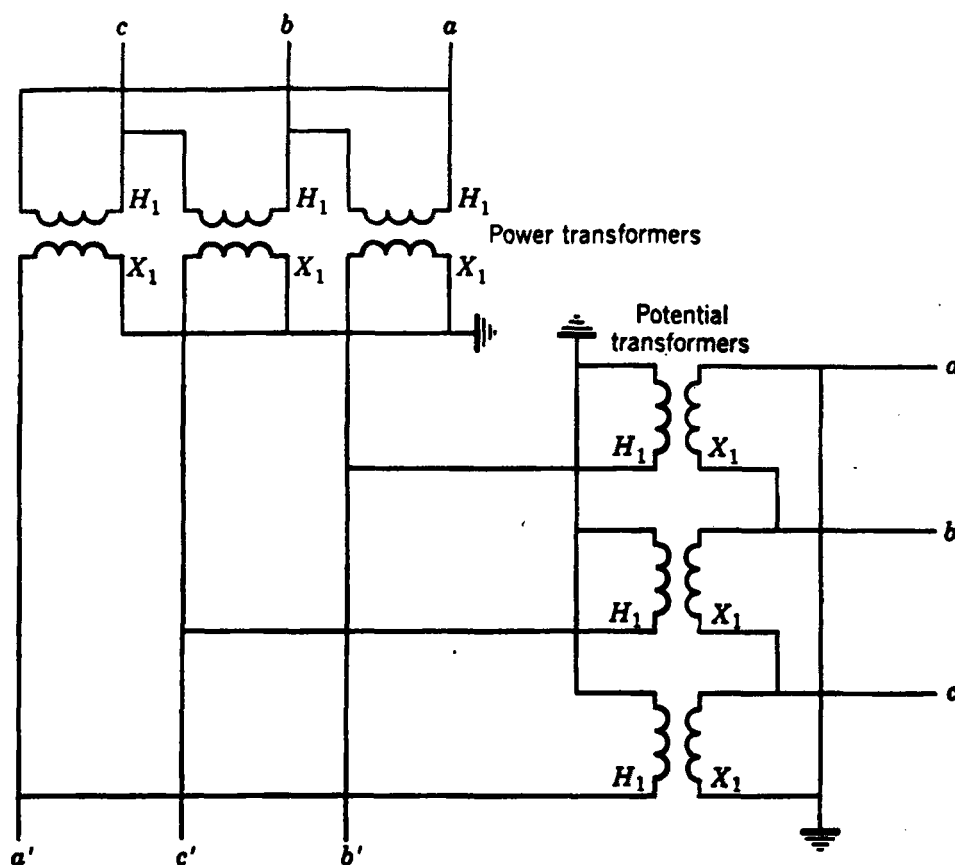 c b a
H₁ H₁ H₁
Power transformers
X₁ X₁ X₁
Potential
transformers
a
H₁ X₁
b
H₁ X₁
c
H₁ X₁
a' c' b'